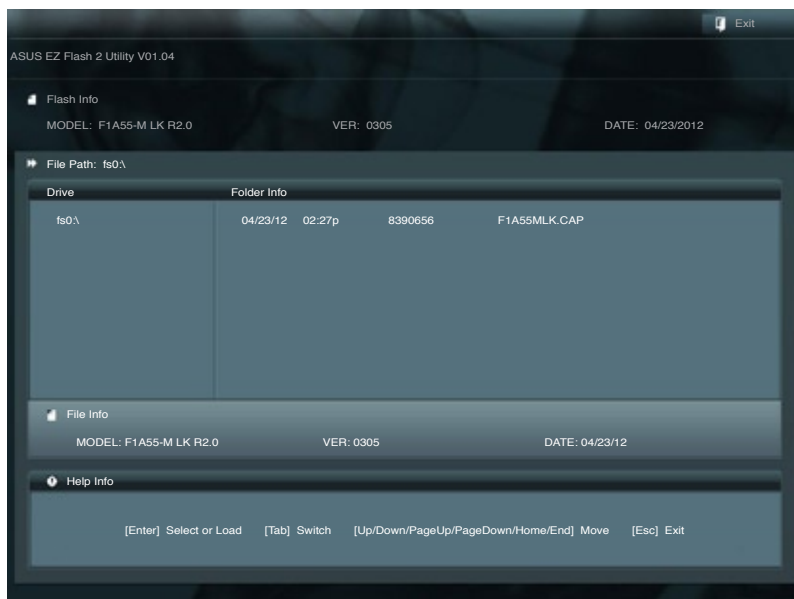 Exit
ASUS EZ Flash 2 Utility V01.04
Flash Info
MODEL: F1A55-M LK R2.0 VER: 0305 DATE: 04/23/2012
File Path: fs0:\
Drive Folder Info
fs0:\ 04/23/12 02:27p 8390656 F1A55MLK.CAP
File Info
MODEL: F1A55-M LK R2.0 VER: 0305 DATE: 04/23/12
Help Info
[Enter] Select or Load [Tab] Switch [Up/Down/PageUp/PageDown/Home/End] Move [Esc] Exit